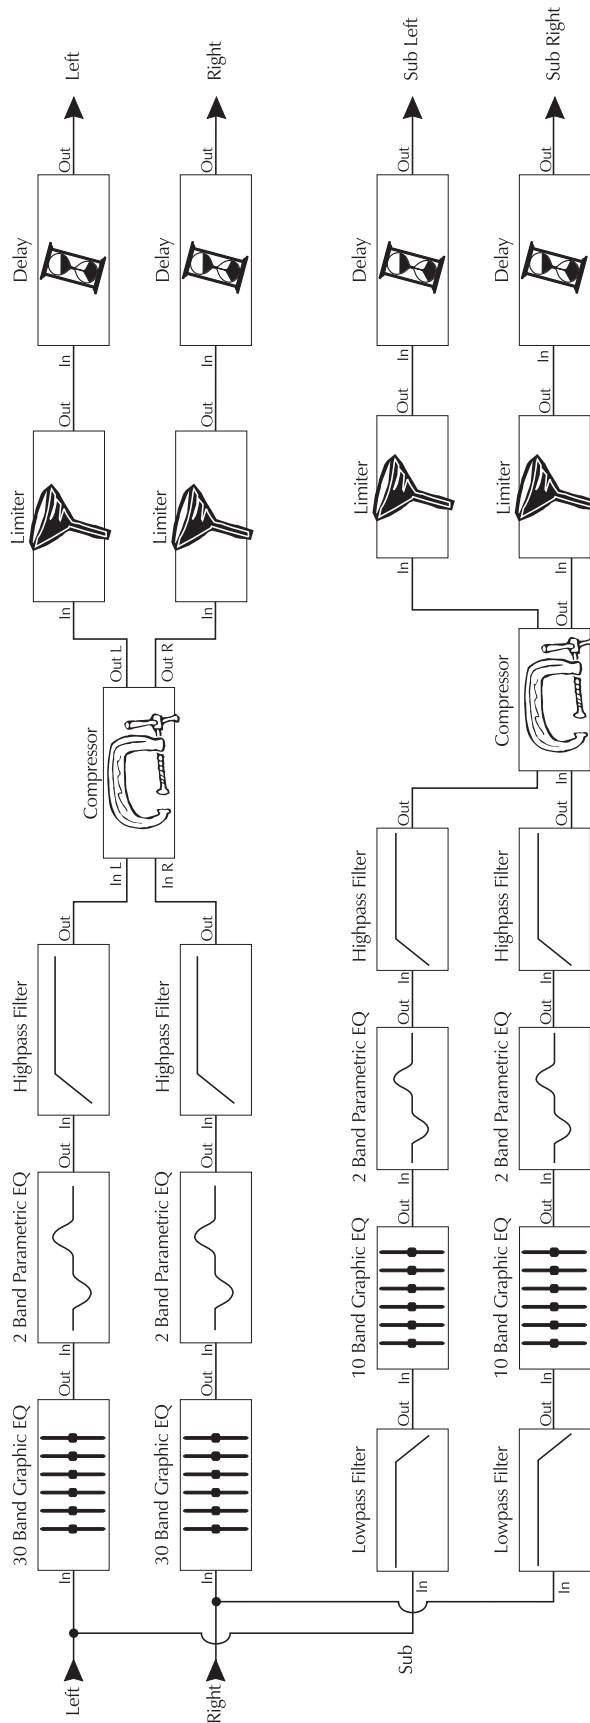 Left
In
30 Band Graphic EQ
Out
In
2 Band Parametric EQ
Out
In
Highpass Filter
Out
In L
In R
Compressor
Out L
Out R
In
Limiter
Out
In
Delay
Out
Left
Right
In
30 Band Graphic EQ
Out
In
2 Band Parametric EQ
Out
In
Highpass Filter
Out
In
Limiter
Out
In
Delay
Out
Right
Sub
In
Lowpass Filter
Out
In
10 Band Graphic EQ
Out
In
2 Band Parametric EQ
Out
In
Highpass Filter
Out
In
Limiter
Out
In
Delay
Out
Sub Left
In
Lowpass Filter
Out
In
10 Band Graphic EQ
Out
In
2 Band Parametric EQ
Out
In
Highpass Filter
Out
In
Compressor
Out
In
Limiter
Out
In
Delay
Out
Sub Right